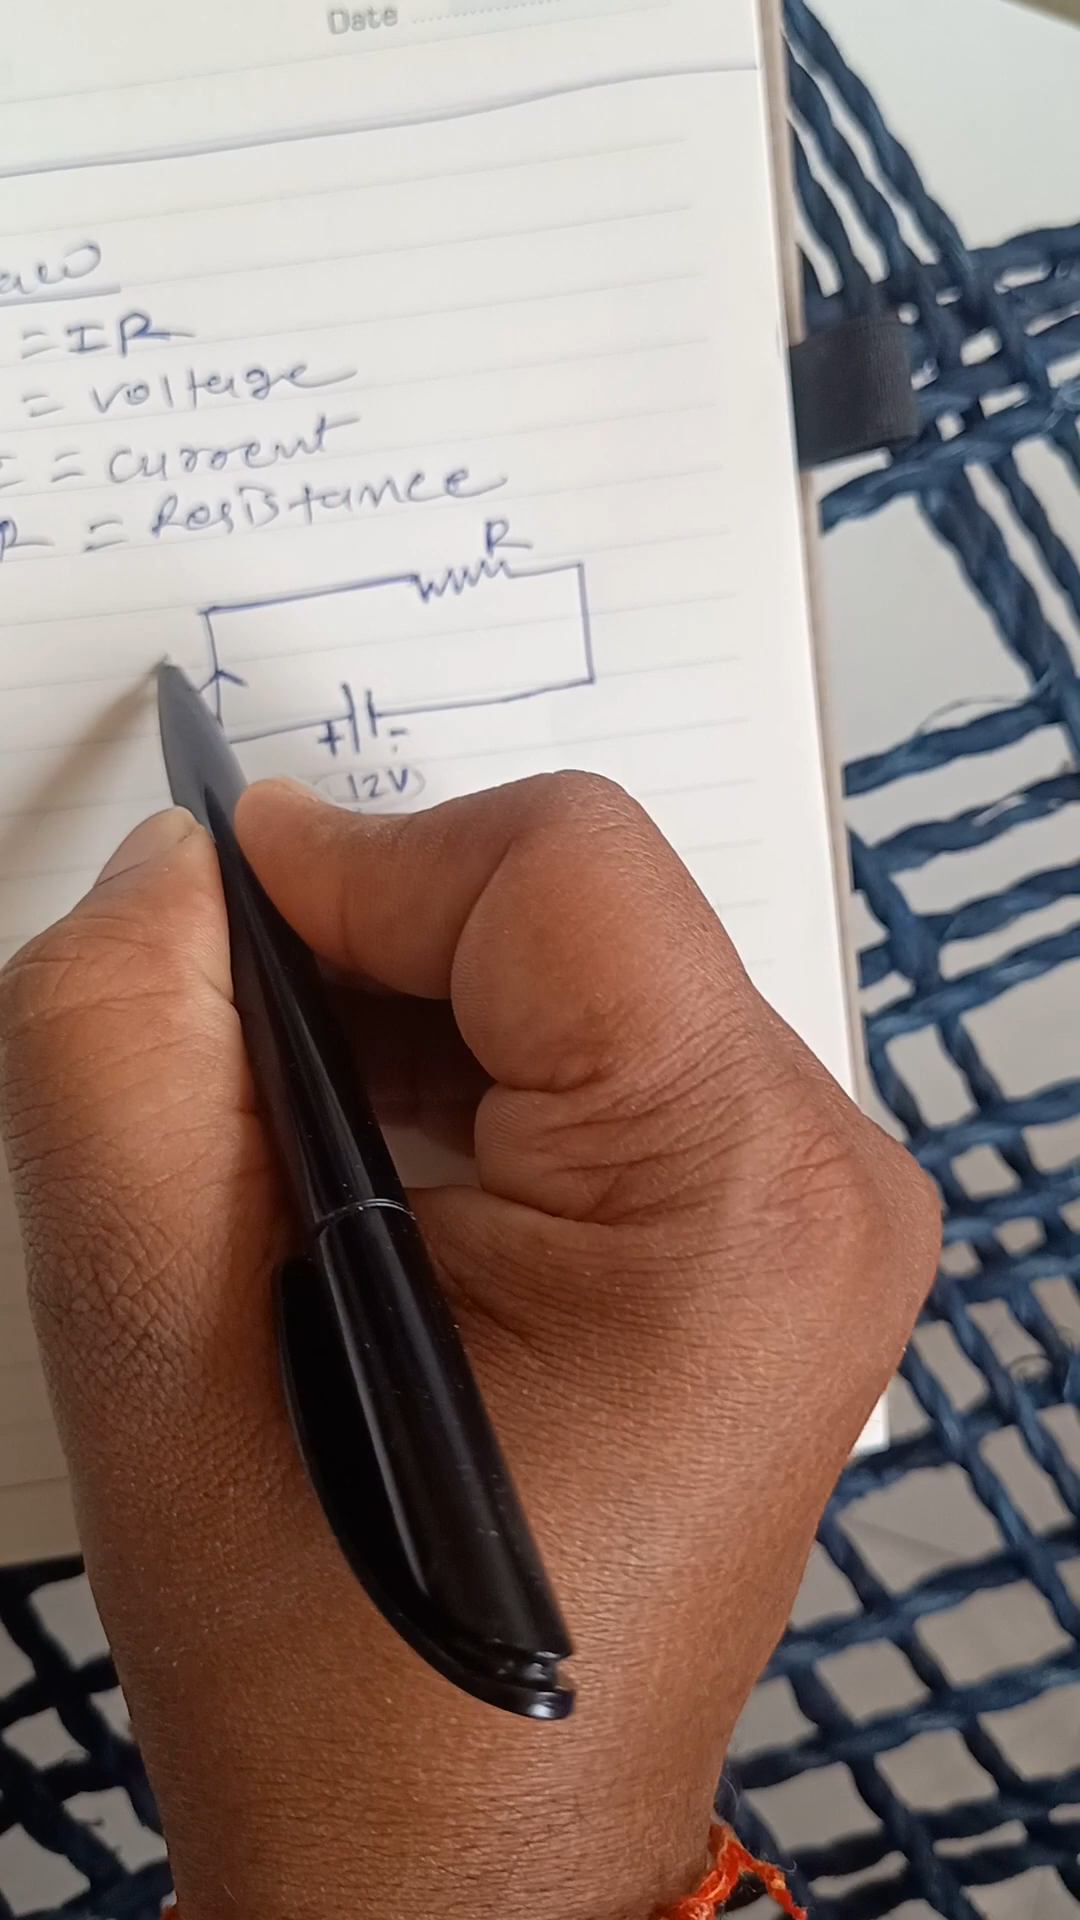 Date
= IR
= voltage
I = current
R = Resistance
R
+ -
12V